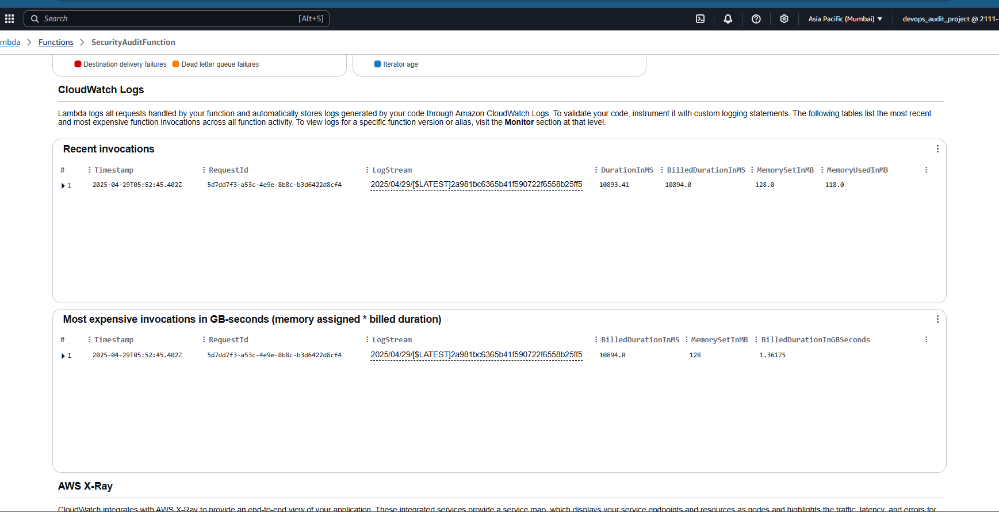 Search [Alt+S] Asia Pacific (Mumbai) devops_audit_project @ 2111-
mbda Functions SecurityAuditFunction
Destination delivery failures Dead letter queue failures Iterator age
CloudWatch Logs
Lambda logs all requests handled by your function and automatically stores logs generated by your code through Amazon CloudWatch Logs. To validate your code, instrument it with custom logging statements. The following tables list the most recent
and most expensive function invocations across all function activity. To view logs for a specific function version or alias, visit the Monitor section at that level.
Recent invocations
# Timestamp RequestId LogStream DurationInMS BilledDurationInMS MemorySetInMB MemoryUsedInMB
1 2025-04-29T05:52:45.402Z 5d7dd7f3-a53c-4e9e-8b8c-b3d6422d8cf4 2025/04/29/[$LATEST]2a981bc6365b41f590722f6558b25ff5 10893.41 10894.0 128.0 118.0
Most expensive invocations in GB-seconds (memory assigned * billed duration)
# Timestamp RequestId LogStream BilledDurationInMS MemorySetInMB BilledDurationInGBSeconds
1 2025-04-29T05:52:45.402Z 5d7dd7f3-a53c-4e9e-8b8c-b3d6422d8cf4 2025/04/29/[$LATEST]2a981bc6365b41f590722f6558b25ff5 10894.0 128 1.36175
AWS X-Ray
CloudWatch integrates with AWS X-Ray to provide an end-to-end view of your application. These integrated services provide a service map, which displays your service endpoints and resources as nodes and highlights the traffic, latency, and errors for